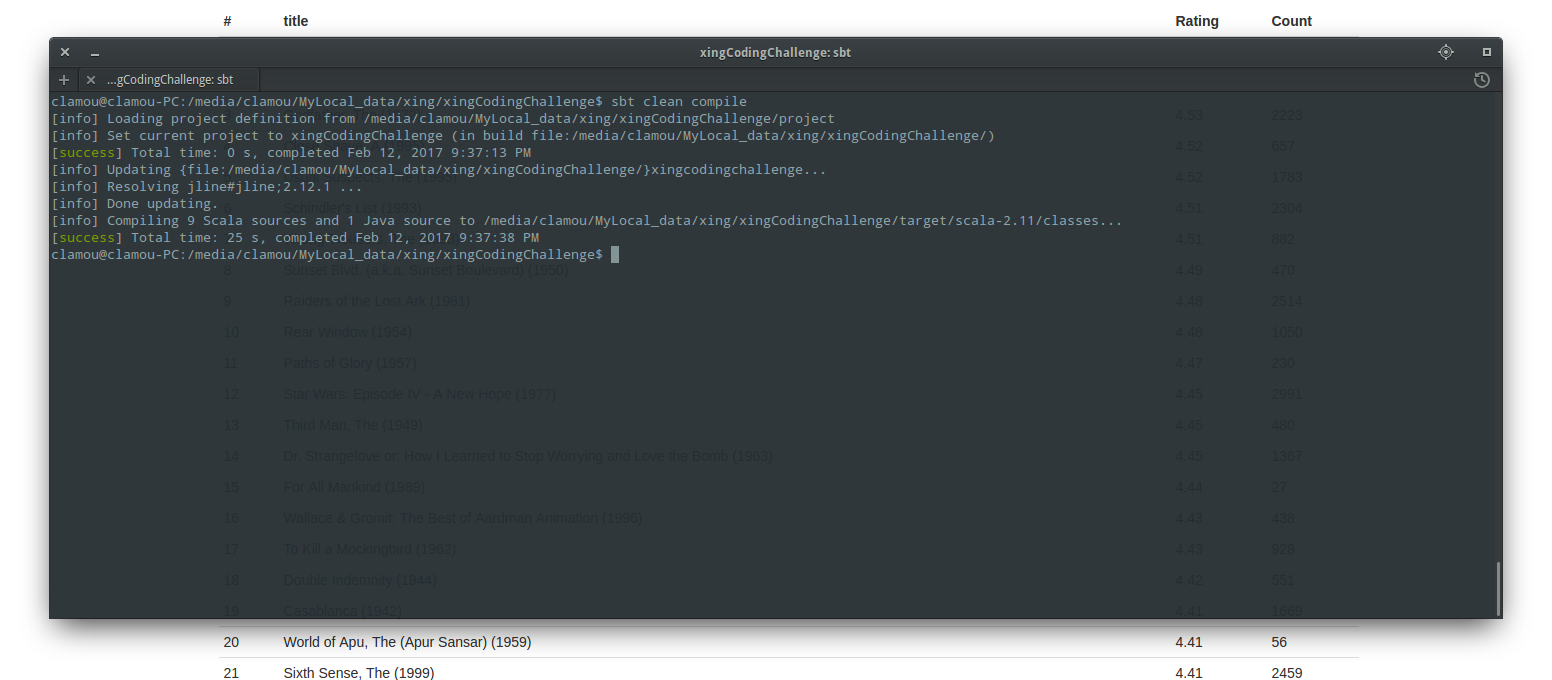 # title Rating Count
xingCodingChallenge: sbt
...gCodingChallenge: sbt
clamou@clamou-PC:/media/clamou/MyLocal_data/xing/xingCodingChallenge$ sbt clean compile
[info] Loading project definition from /media/clamou/MyLocal_data/xing/xingCodingChallenge/project
4.53 2223
[info] Set current project to xingCodingChallenge (in build file:/media/clamou/MyLocal_data/xing/xingCodingChallenge/)
[success] Total time: 0 s, completed Feb 12, 2017 9:37:13 PM
4.52 657
[info] Updating {file:/media/clamou/MyLocal_data/xing/xingCodingChallenge/}xingcodingchallenge...
4.52 1783
[info] Resolving jline#jline;2.12.1 ...
[info] Done updating.
6 Schindler's List (1993) 4.51 2304
[info] Compiling 9 Scala sources and 1 Java source to /media/clamou/MyLocal_data/xing/xingCodingChallenge/target/scala-2.11/classes...
[success] Total time: 25 s, completed Feb 12, 2017 9:37:38 PM
4.51 882
clamou@clamou-PC:/media/clamou/MyLocal_data/xing/xingCodingChallenge$
8 Sunset Blvd. (a.k.a. Sunset Boulevard) (1950) 4.49 470
9 Raiders of the Lost Ark (1981) 4.48 2514
10 Rear Window (1954) 4.48 1050
11 Paths of Glory (1957) 4.47 230
12 Star Wars: Episode IV - A New Hope (1977) 4.45 2991
13 Third Man, The (1949) 4.45 480
14 Dr. Strangelove or: How I Learned to Stop Worrying and Love the Bomb (1963) 4.45 1367
15 For All Mankind (1989) 4.44 27
16 Wallace & Gromit: The Best of Aardman Animation (1996) 4.43 438
17 To Kill a Mockingbird (1962) 4.43 928
18 Double Indemnity (1944) 4.42 551
19 Casablanca (1942) 4.41 1669
20 World of Apu, The (Apur Sansar) (1959) 4.41 56
21 Sixth Sense, The (1999) 4.41 2459